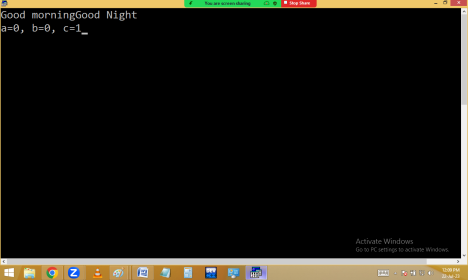 You are screen sharing
Stop Share
Good morningGood Night
a=0, b=0, c=1
Activate Windows
Go to PC settings to activate Windows.